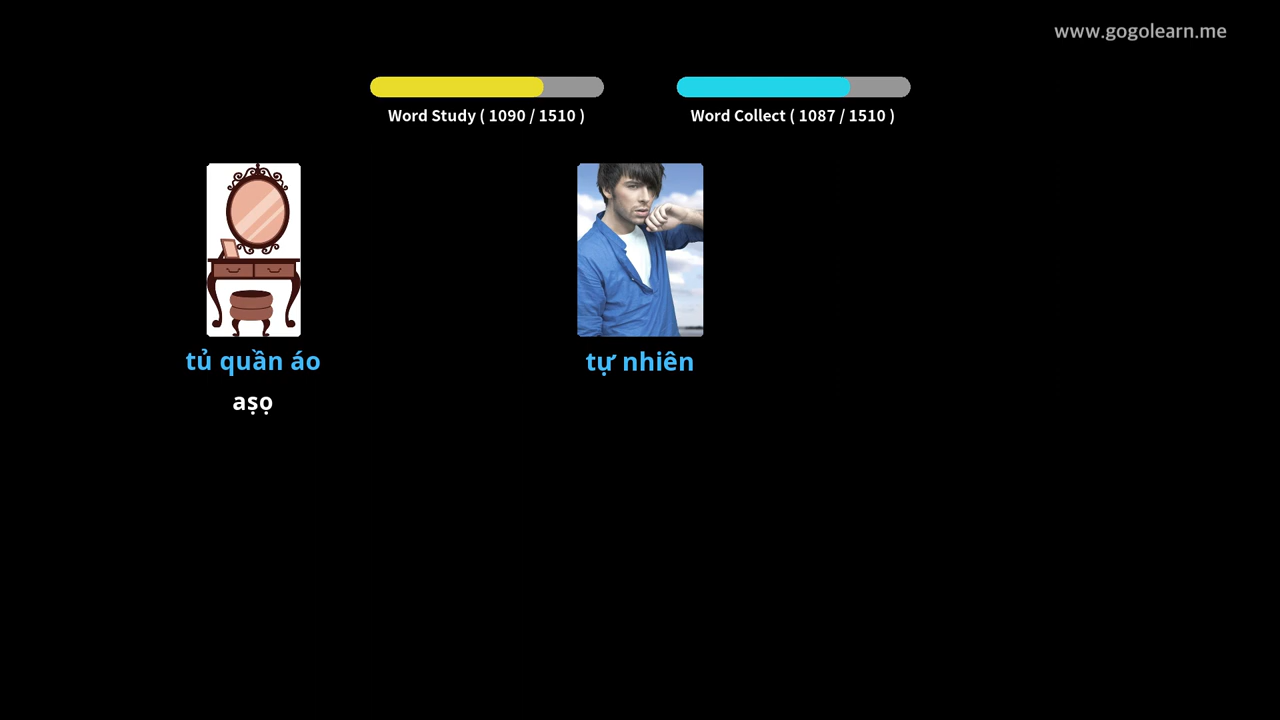 www.gogolearn.me
Word Study ( 1090 / 1510 )
Word Collect ( 1087 / 1510 )
tủ quần áo
aṣọ
tự nhiên